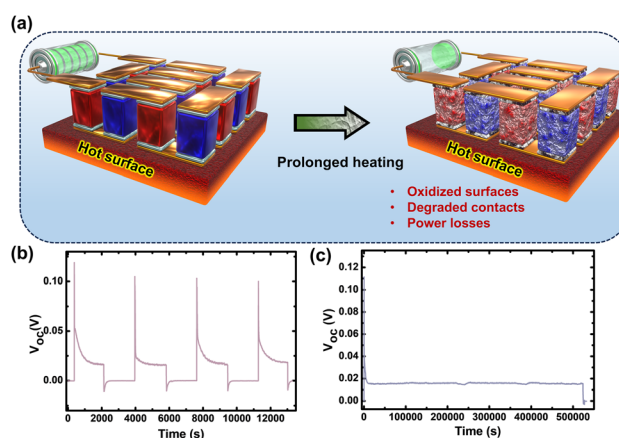 (a)
Hot surface
Prolonged heating
Hot surface
• Oxidized surfaces
• Degraded contacts
• Power losses
(b)
V_OC(V)
0.10
0.05
0.00
0 2000 4000 6000 8000 10000 12000
Time (s)
(c)
V_OC (V)
0.12
0.10
0.08
0.06
0.04
0.02
0.00
0 100000 200000 300000 400000 500000
Time (s)